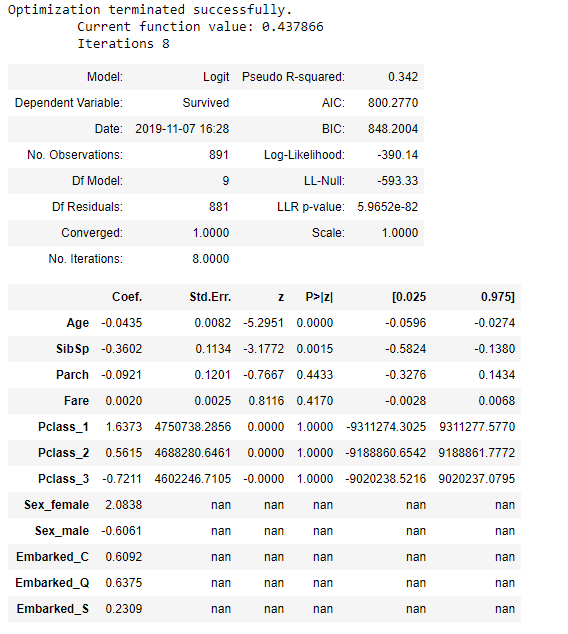 Optimization terminated successfully.
Current function value: 0.437866
Iterations 8
Model: Logit Pseudo R-squared: 0.342
Dependent Variable: Survived AIC: 800.2770
Date: 2019-11-07 16:28 BIC: 848.2004
No. Observations: 891 Log-Likelihood: -390.14
Df Model: 9 LL-Null: -593.33
Df Residuals: 881 LLR p-value: 5.9652e-82
Converged: 1.0000 Scale: 1.0000
No. Iterations: 8.0000
Coef. Std.Err. z P>|z| [0.025 0.975]
Age -0.0435 0.0082 -5.2951 0.0000 -0.0596 -0.0274
SibSp -0.3602 0.1134 -3.1772 0.0015 -0.5824 -0.1380
Parch -0.0921 0.1201 -0.7667 0.4433 -0.3276 0.1434
Fare 0.0020 0.0025 0.8116 0.4170 -0.0028 0.0068
Pclass_1 1.6373 4750738.2856 0.0000 1.0000 -9311274.3025 9311277.5770
Pclass_2 0.5615 4688280.6461 0.0000 1.0000 -9188860.6542 9188861.7772
Pclass_3 -0.7211 4602246.7105 -0.0000 1.0000 -9020238.5216 9020237.0795
Sex_female 2.0838 nan nan nan nan nan
Sex_male -0.6061 nan nan nan nan nan
Embarked_C 0.6092 nan nan nan nan nan
Embarked_Q 0.6375 nan nan nan nan nan
Embarked_S 0.2309 nan nan nan nan nan